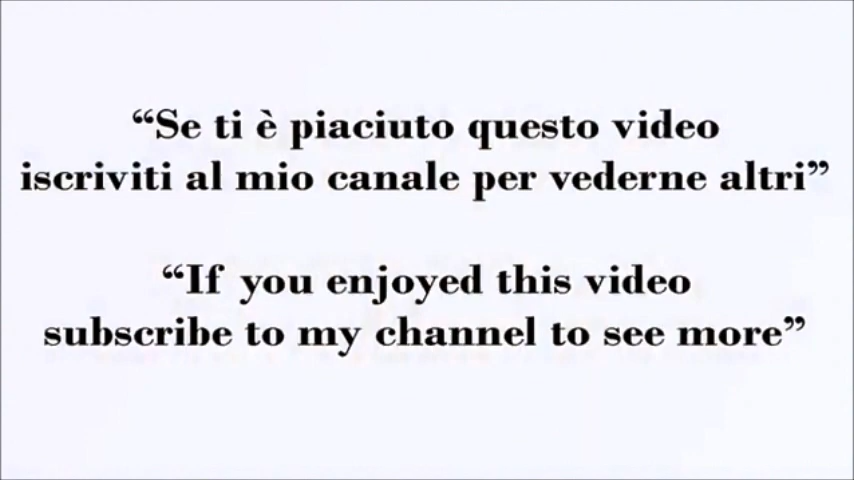 “Se ti è piaciuto questo video
iscriviti al mio canale per vederne altri”
“If you enjoyed this video
subscribe to my channel to see more”